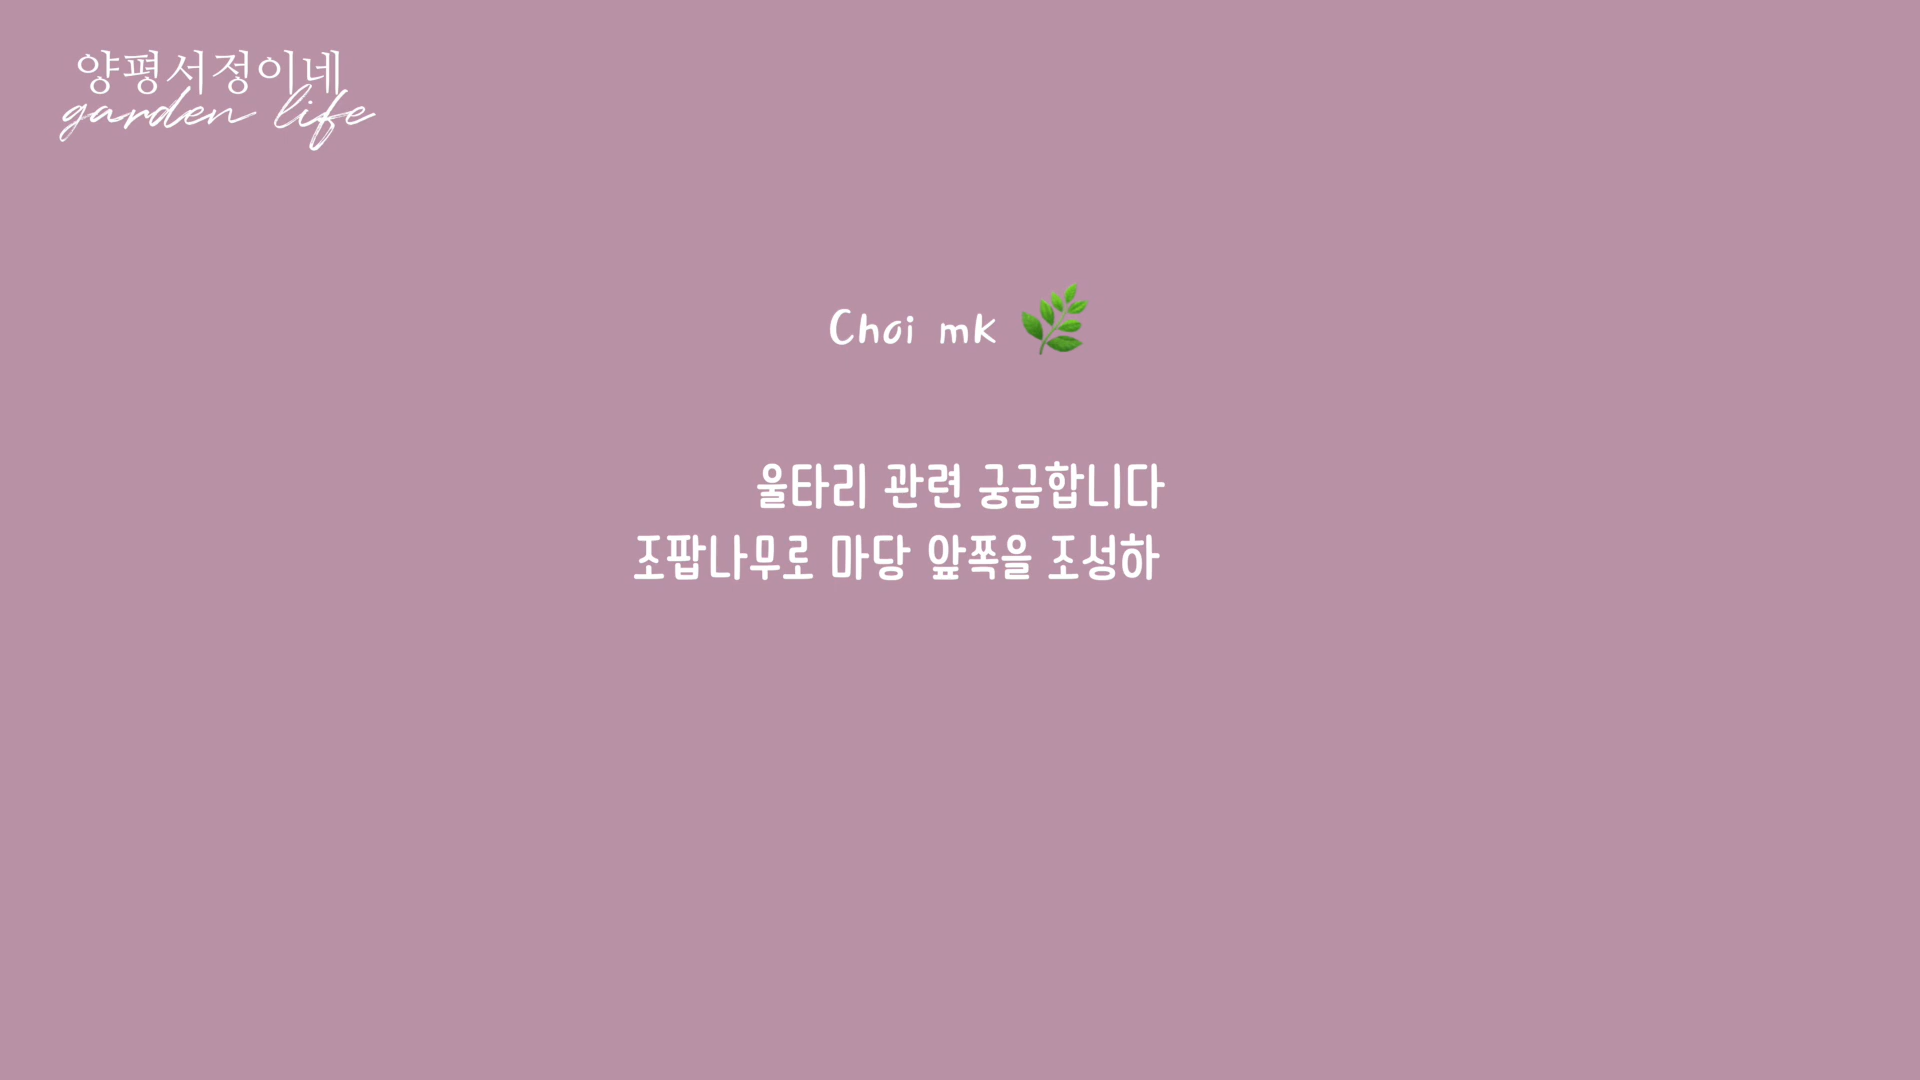 양평서정이네
garden life
Choi mk 🌿
울타리 관련 궁금합니다
조팝나무로 마당 앞쪽을 조성하